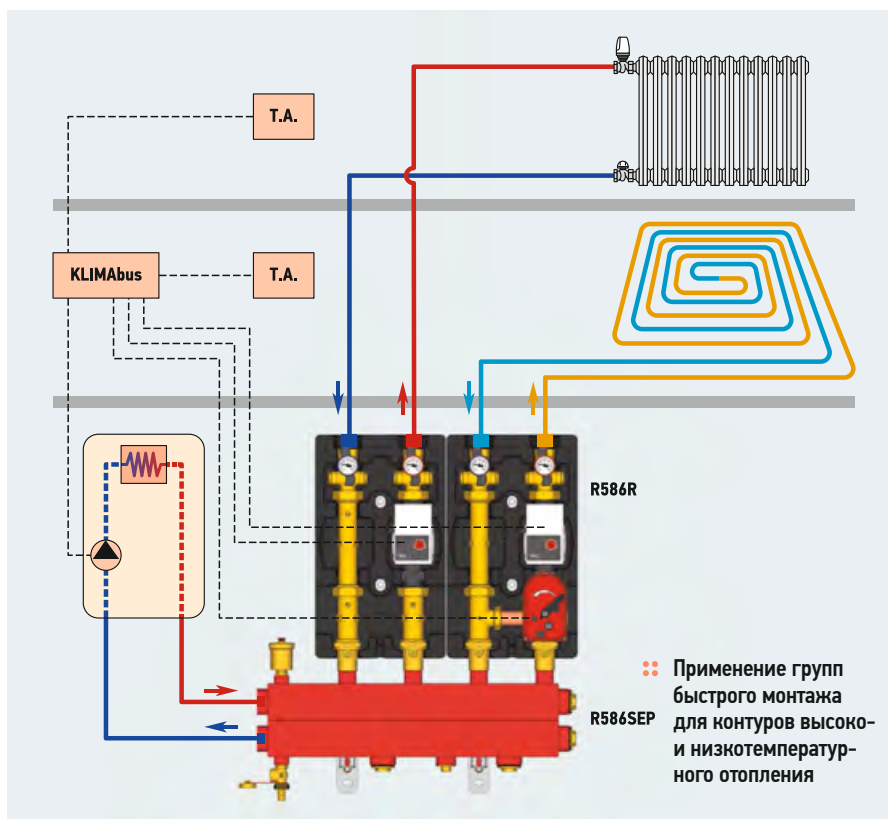 T.A.
KLIMAbus
T.A.
R586R
R586SEP
Применение групп
быстрого монтажа
для контуров высоко-
и низкотемператур-
ного отопления